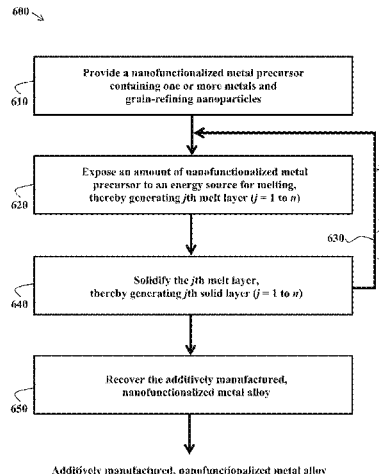 600
Provide a nanofunctionalized metal precursor
containing one or more metals and
grain-refining nanoparticles
610
Expose an amount of nanofunctionalized metal
precursor to an energy source for melting,
thereby generating jth melt layer (j = 1 to n)
620
630
Solidify the jth melt layer,
thereby generating jth solid layer (j = 1 to n)
640
Recover the additively manufactured,
nanofunctionalized metal alloy
650
Additively manufactured, nanofunctionalized metal alloy